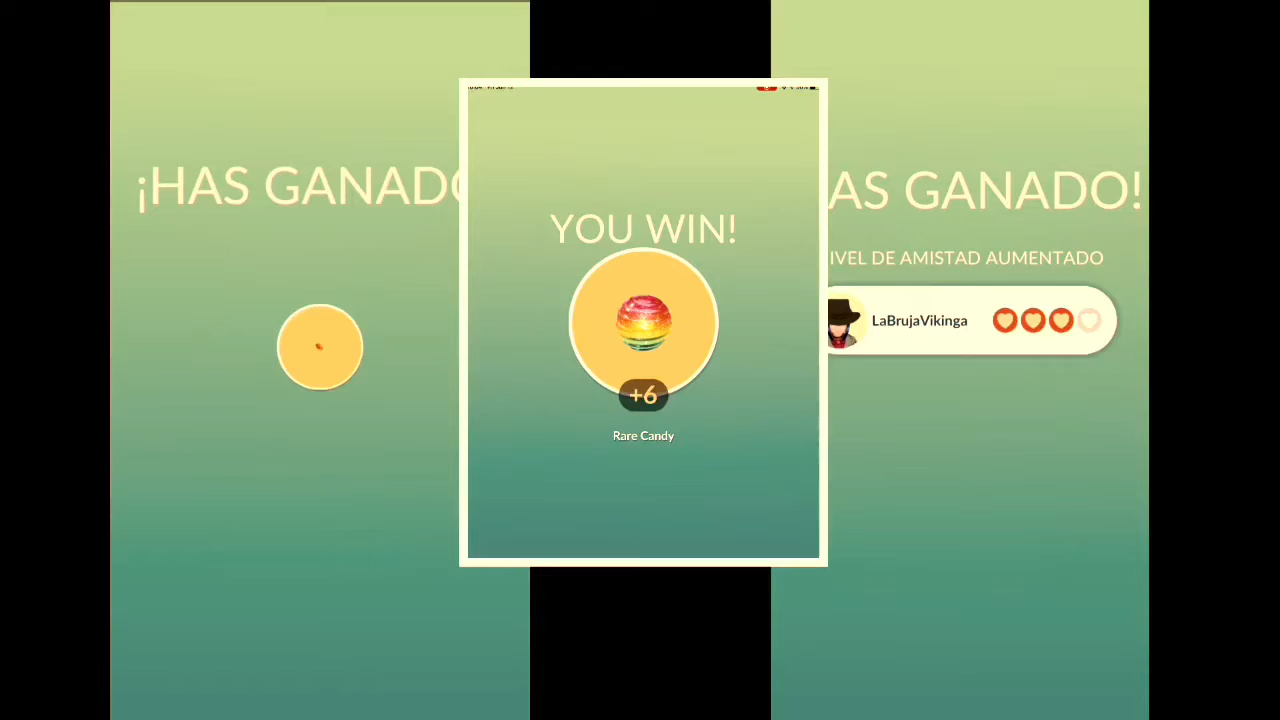 ¡HAS GANADO
YOU WIN!
+6
Rare Candy
AS GANADO!
IVEL DE AMISTAD AUMENTADO
LaBrujaVikinga